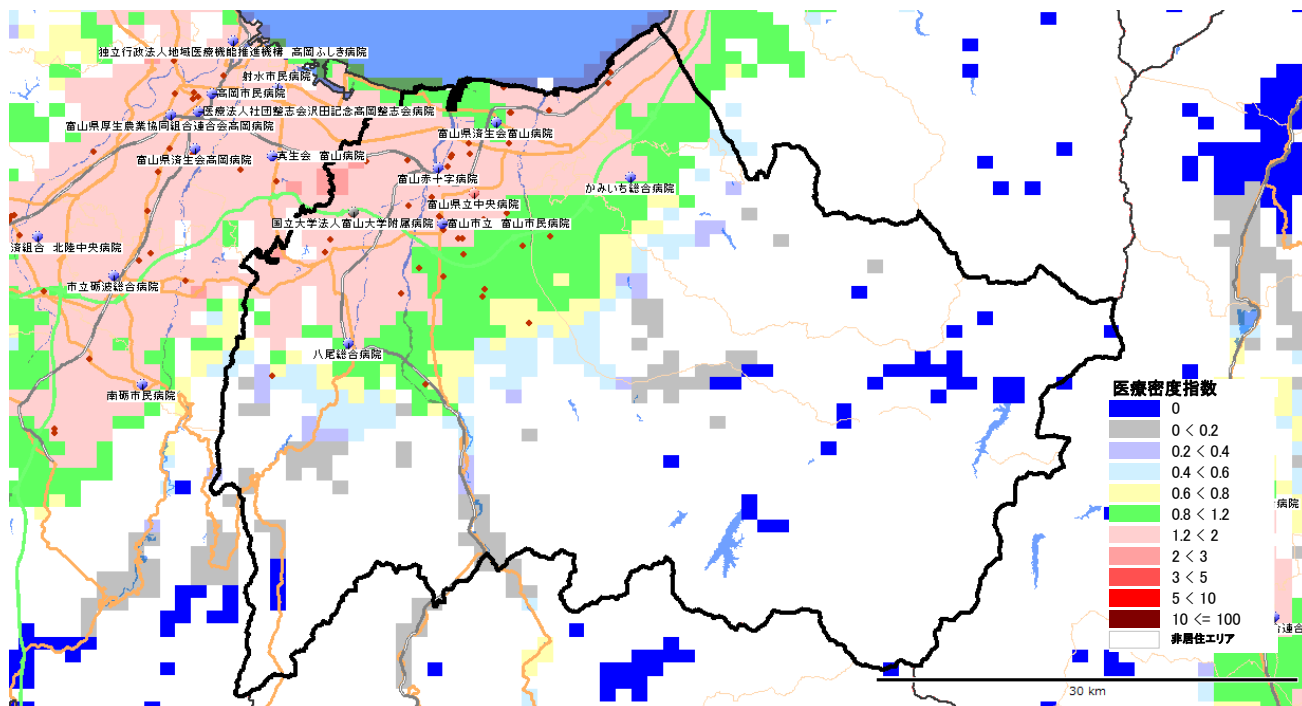 独立行政法人地域医療機能推進機構 高岡ふしき病院
射水市民病院
高岡市民病院
医療法人社団整志会沢田記念高岡整志会病院
富山県厚生農業協同組合連合会高岡病院
富山県済生会富山病院
富山県済生会高岡病院
真生会 富山病院
富山赤十字病院
かみいち総合病院
富山県立中央病院
国立大学法人富山大学附属病院
富山市立 富山市民病院
済組合 北陸中央病院
市立砺波総合病院
八尾総合病院
南砺市民病院
医療密度指数
0
0 < 0.2
0.2 < 0.4
0.4 < 0.6
0.6 < 0.8
0.8 < 1.2
1.2 < 2
2 < 3
3 < 5
5 < 10
10 <= 100
非居住エリア
病院
30 km